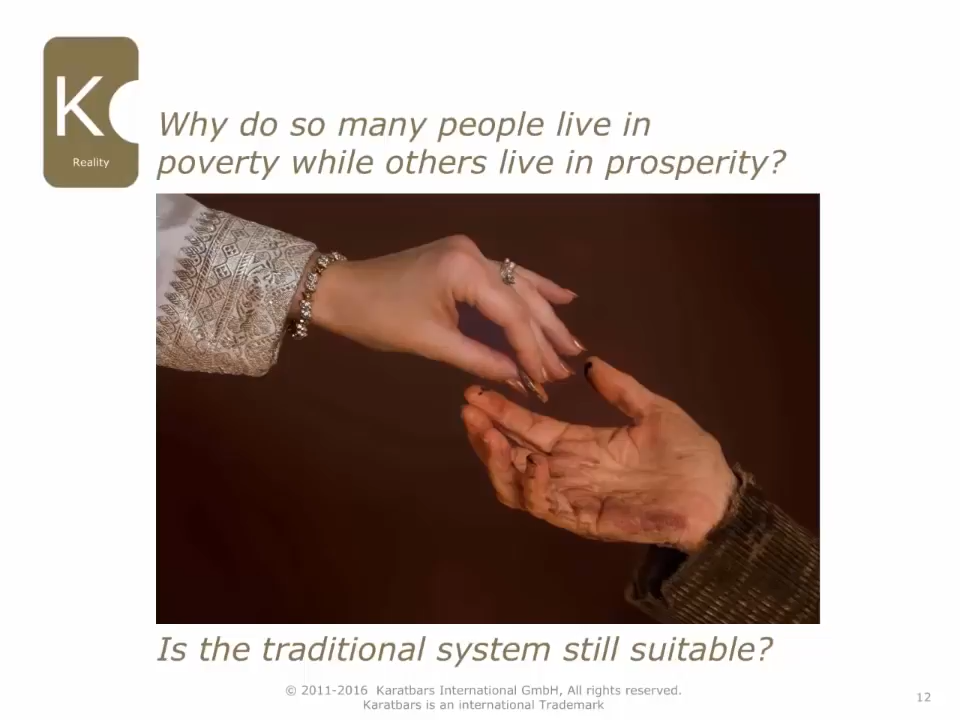 K
Reality
Why do so many people live in
poverty while others live in prosperity?
Is the traditional system still suitable?
© 2011-2016 Karatbars International GmbH, All rights reserved.
Karatbars is an international Trademark
12